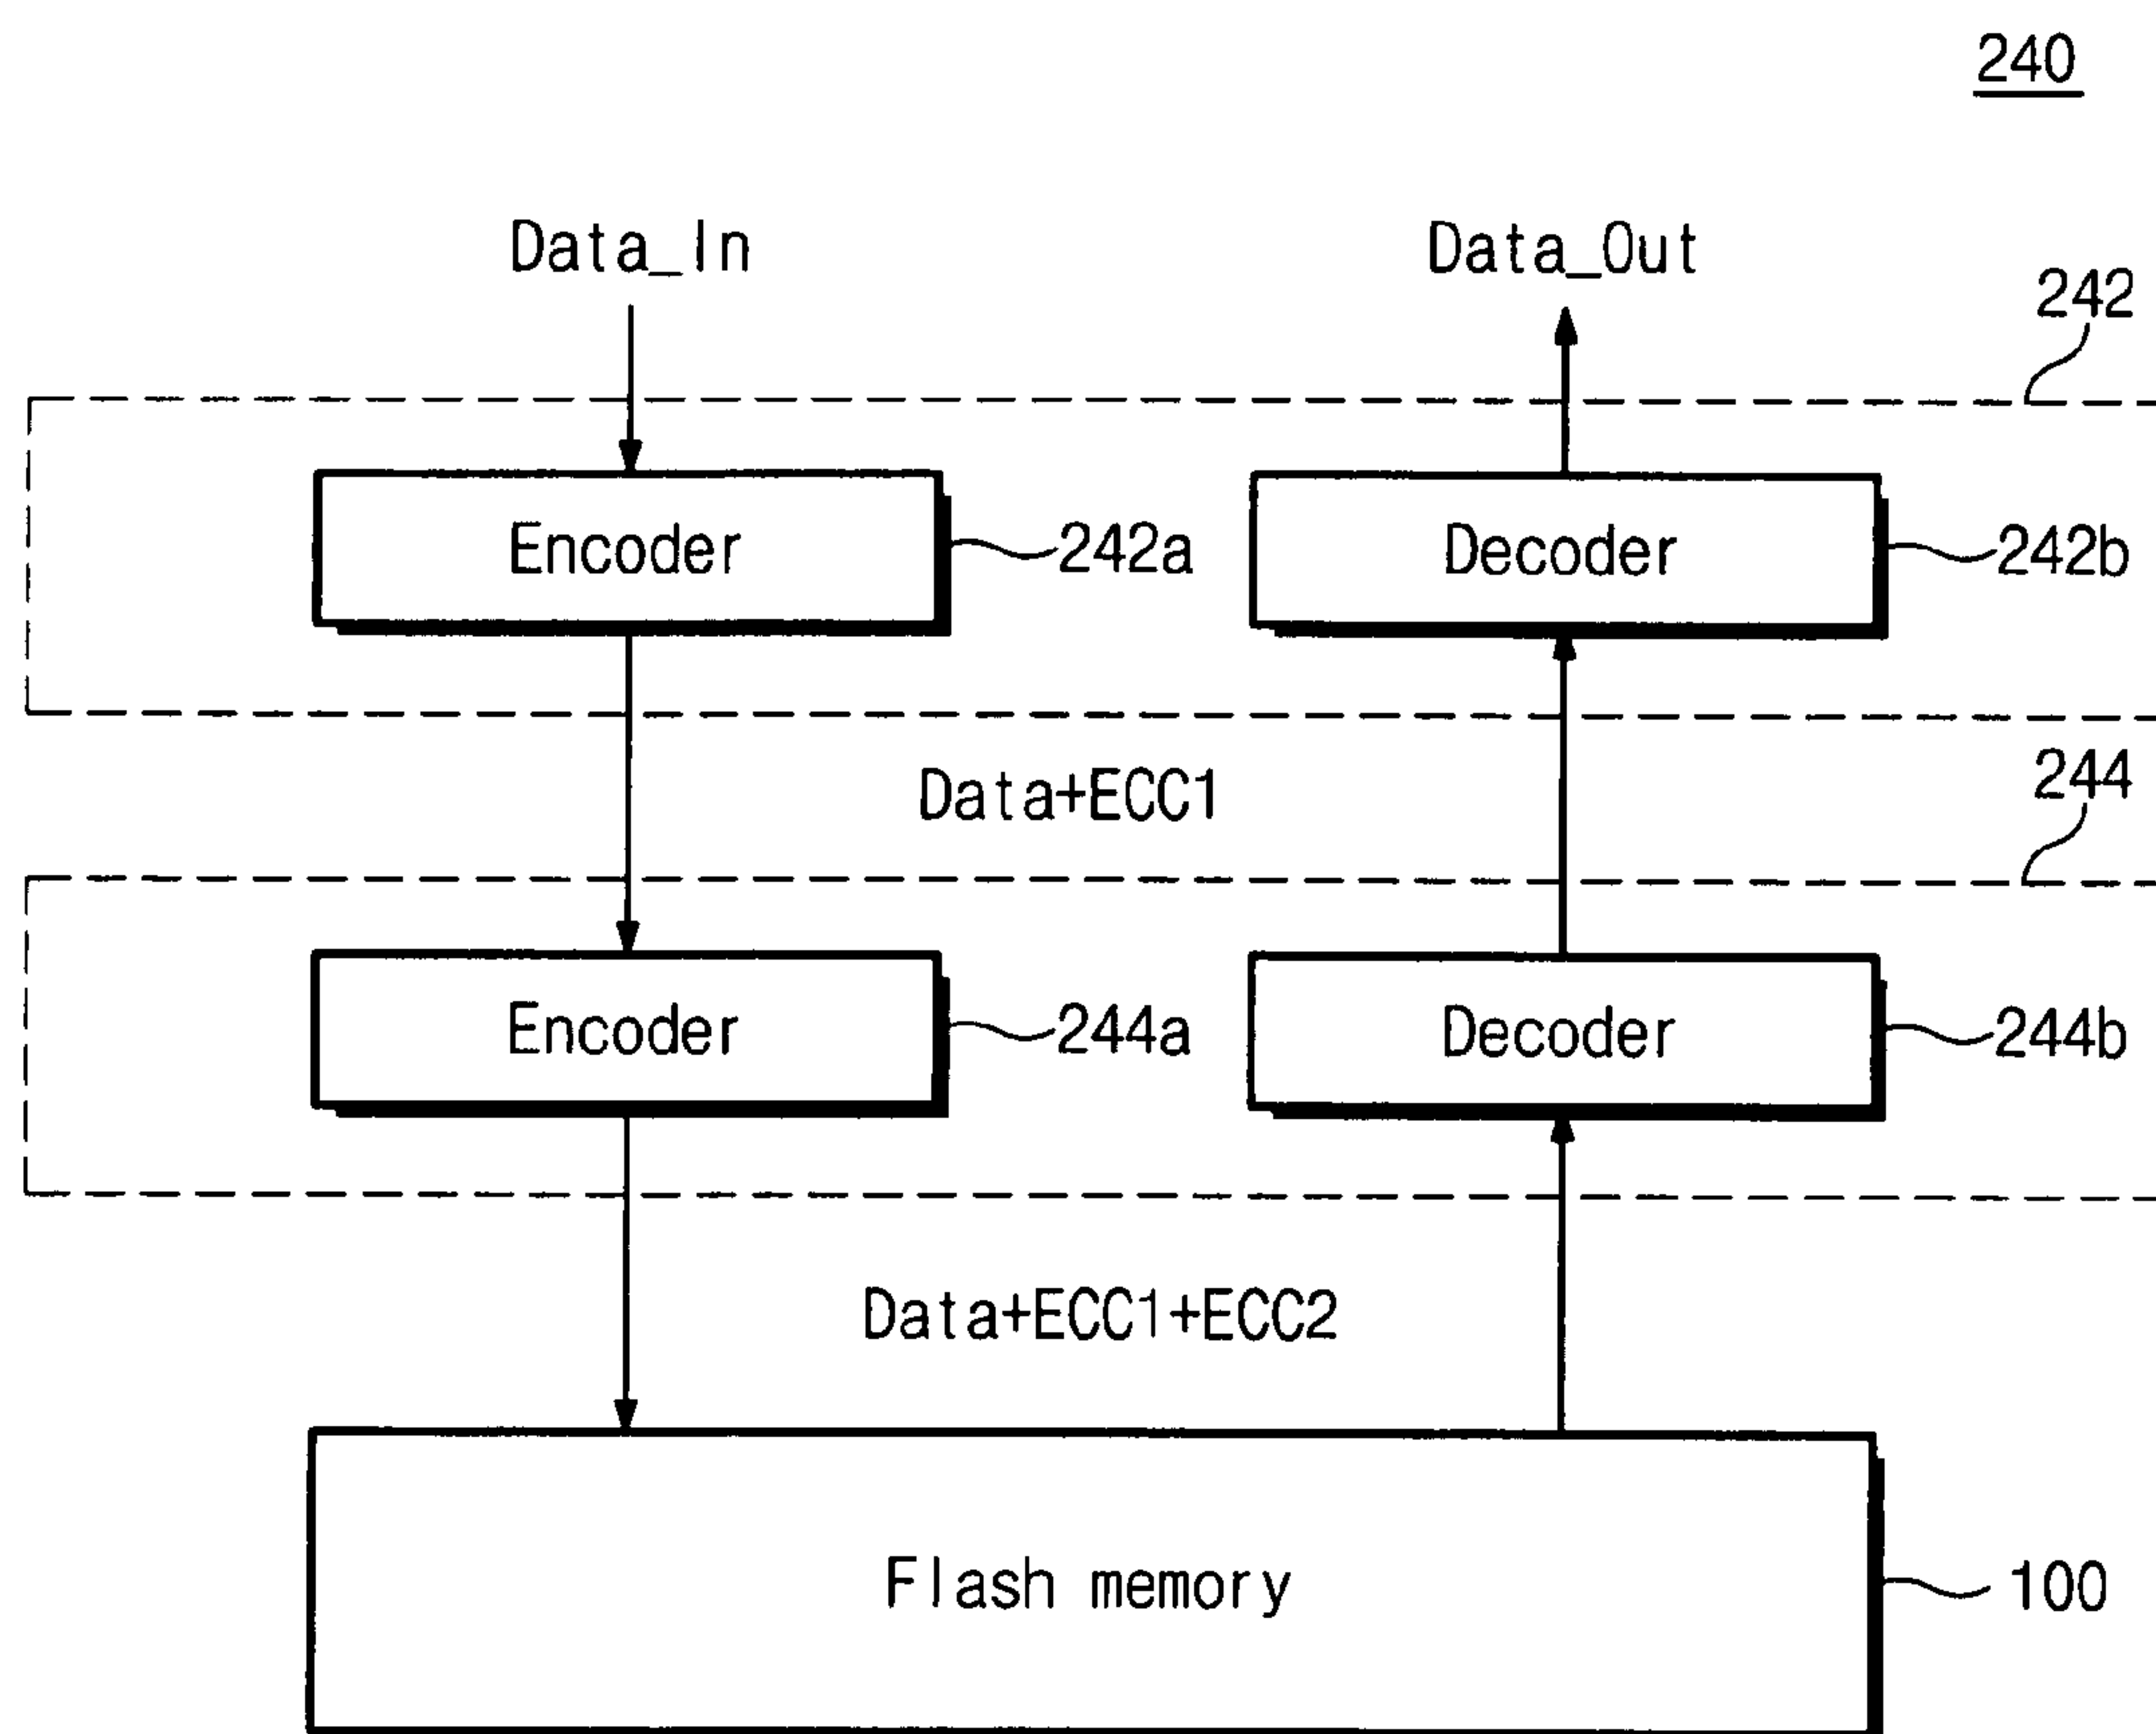 240
Data_In
Data_Out
242
Encoder
242a
Decoder
242b
Data+ECC1
244
Encoder
244a
Decoder
244b
Data+ECC1+ECC2
Flash memory
100